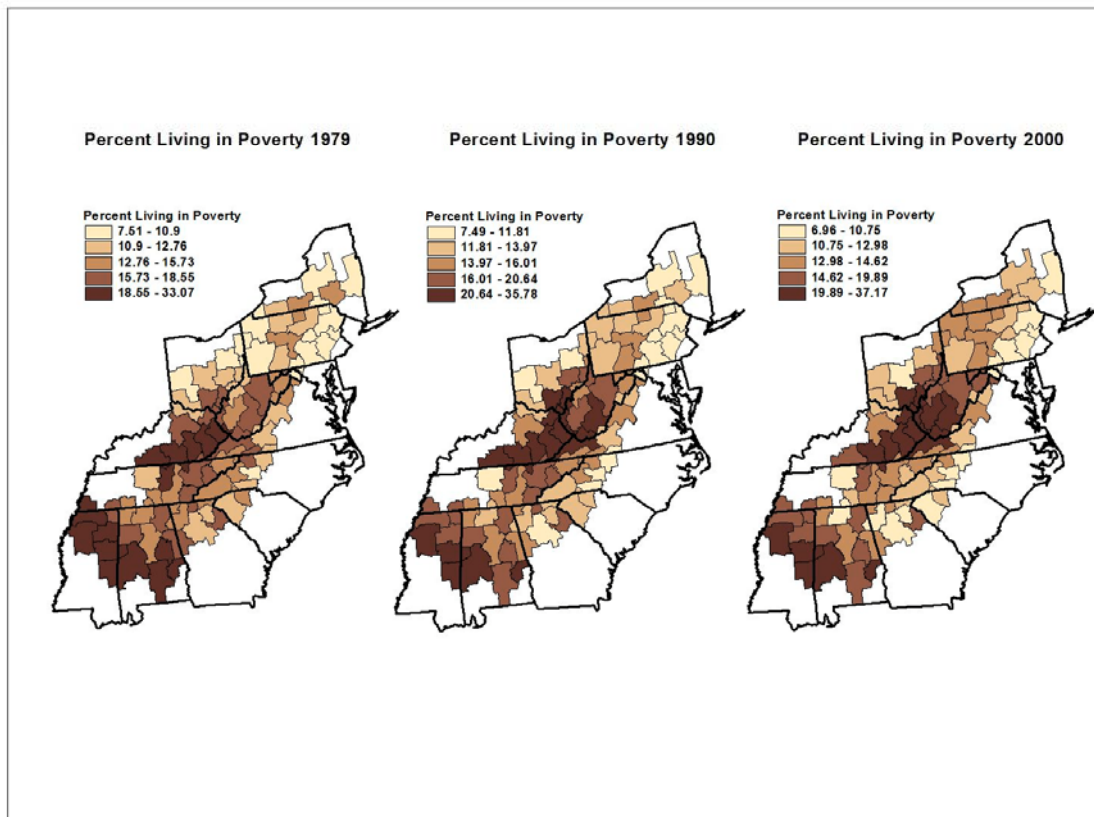 Percent Living in Poverty 1979
Percent Living in Poverty
7.51 - 10.9
10.9 - 12.76
12.76 - 15.73
15.73 - 18.55
18.55 - 33.07
Percent Living in Poverty 1990
Percent Living in Poverty
7.49 - 11.81
11.81 - 13.97
13.97 - 16.01
16.01 - 20.64
20.64 - 35.78
Percent Living in Poverty 2000
Percent Living in Poverty
6.96 - 10.75
10.75 - 12.98
12.98 - 14.62
14.62 - 19.89
19.89 - 37.17